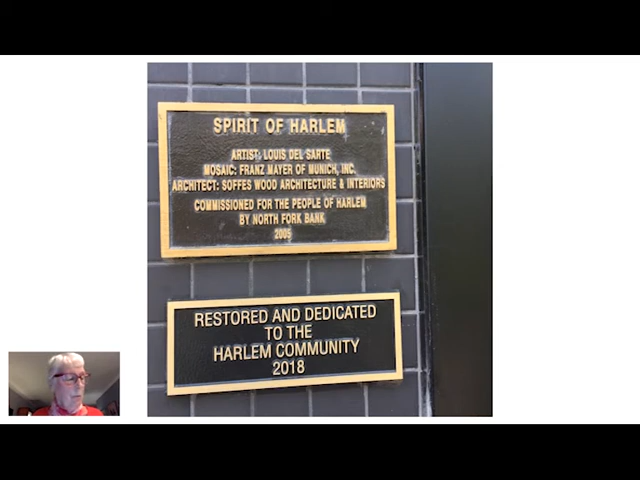 SPIRIT OF HARLEM
ARTIST: LOUIS DEL SARTE
MOSAIC: FRANZ MAYER OF MUNICH, INC.
ARCHITECT: SOFFES WOOD ARCHITECTURE & INTERIORS
COMMISSIONED FOR THE PEOPLE OF HARLEM
BY NORTH FORK BANK
2005
RESTORED AND DEDICATED
TO THE
HARLEM COMMUNITY
2018